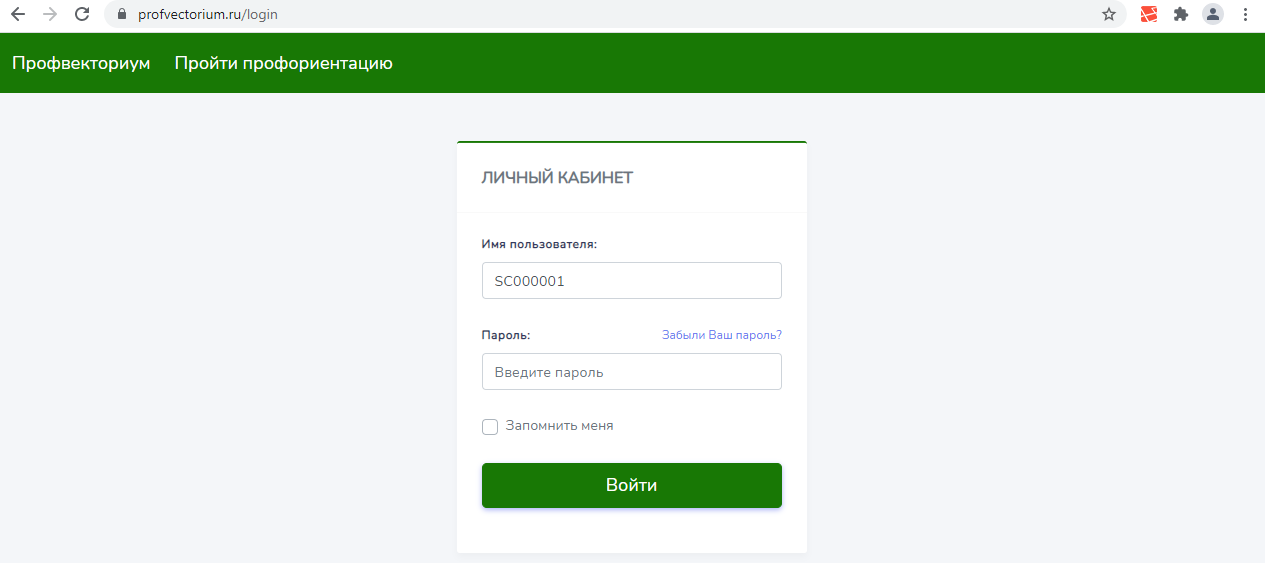 profvectorium.ru/login
Профвекториум Пройти профориентацию
ЛИЧНЫЙ КАБИНЕТ
Имя пользователя:
SC000001
Пароль: Забыли Ваш пароль?
Введите пароль
Запомнить меня
Войти